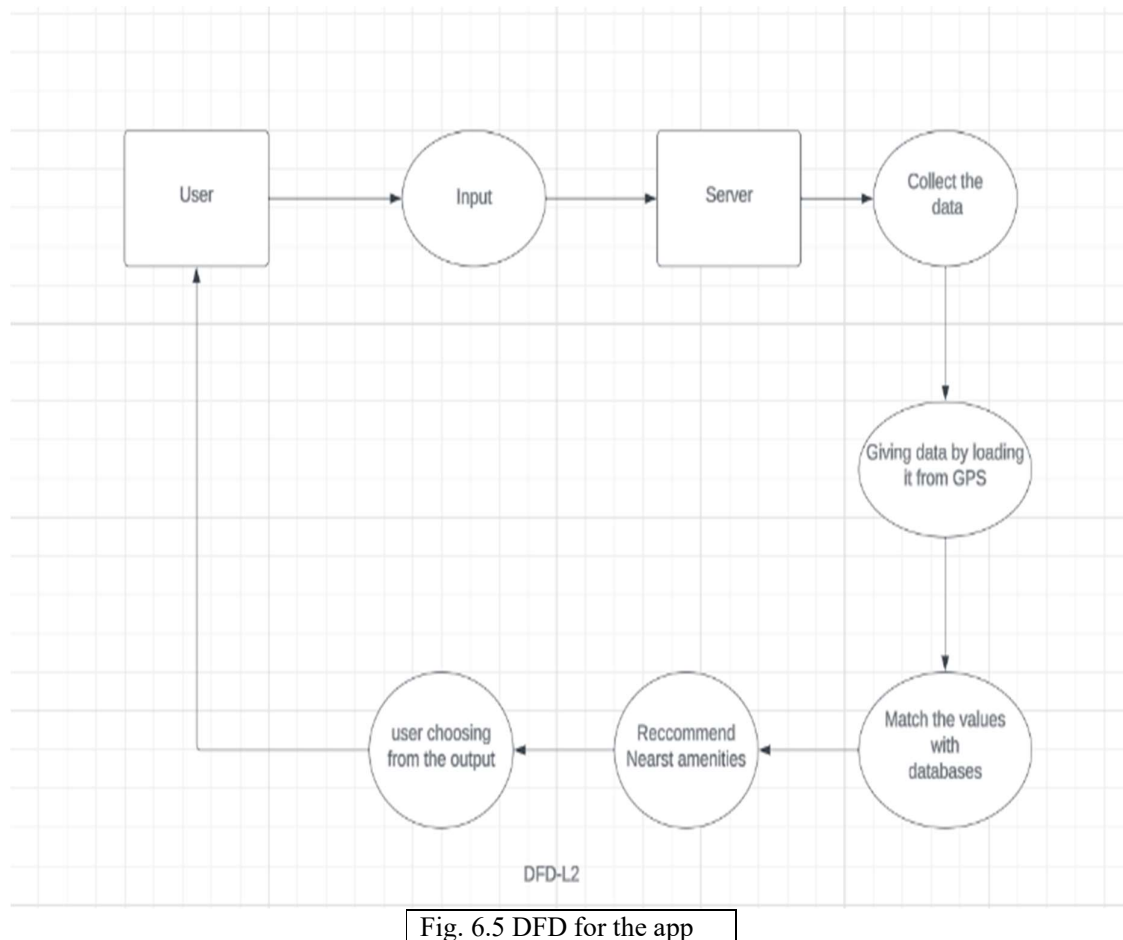 User
Input
Server
Collect the
data
Giving data by loading
it from GPS
Match the values
with
databases
Reccommend
Nearst amenities
user choosing
from the output
DFD-L2
Fig. 6.5 DFD for the app